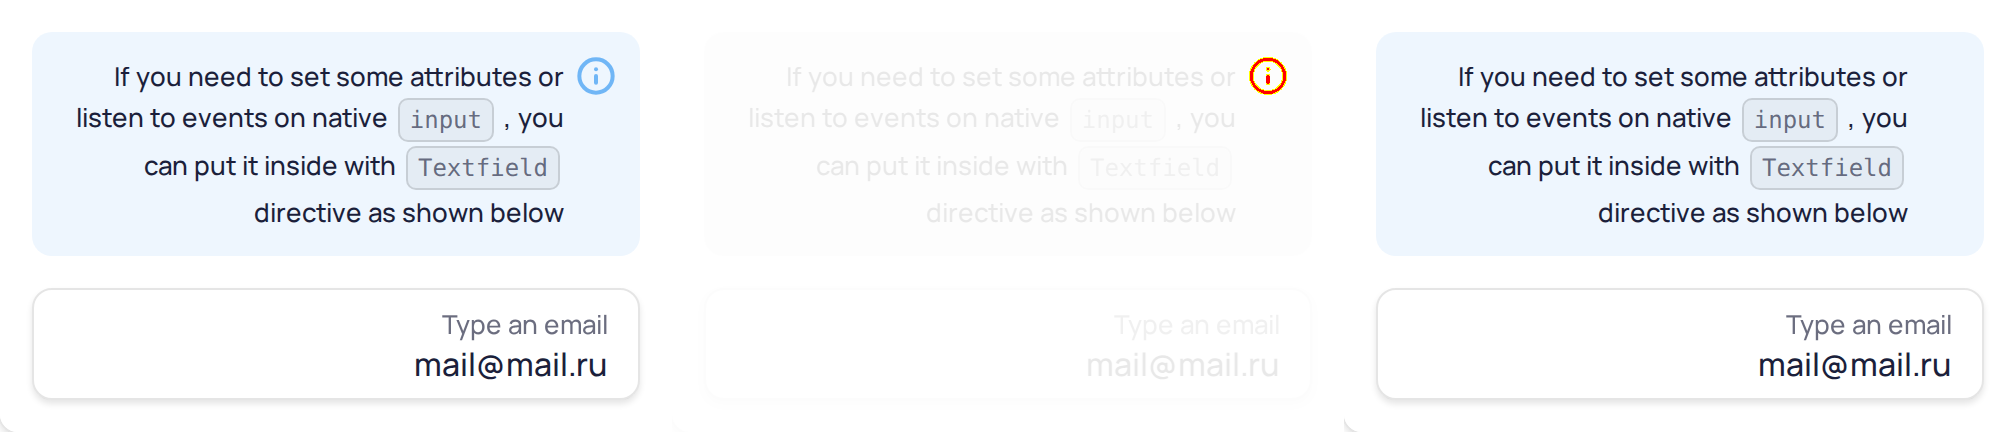 If you need to set some attributes or
listen to events on native input , you
can put it inside with Textfield
directive as shown below
Type an email
mail@mail.ru
If you need to set some attributes or
listen to events on native input , you
can put it inside with Textfield
directive as shown below
Type an email
mail@mail.ru
If you need to set some attributes or
listen to events on native input , you
can put it inside with Textfield
directive as shown below
Type an email
mail@mail.ru